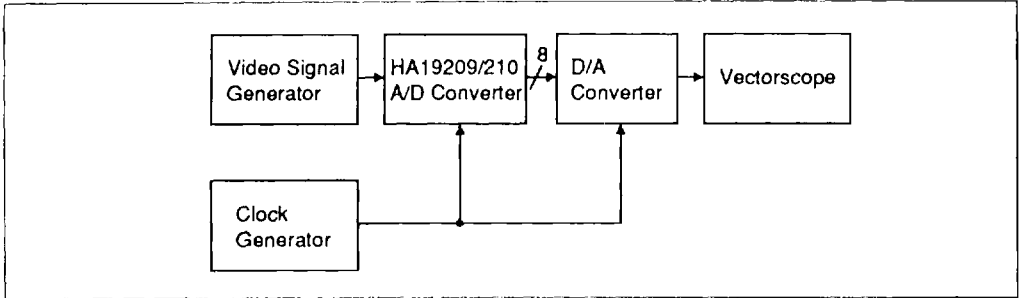 Video Signal
Generator
HA19209/210
A/D Converter
8
D/A
Converter
Vectorscope
Clock
Generator